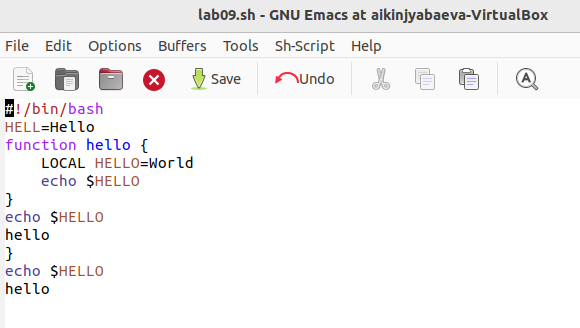 lab09.sh - GNU Emacs at aikinjyabaeva-VirtualBox
File Edit Options Buffers Tools Sh-Script Help
Save Undo
#!/bin/bash
HELL=Hello
function hello {
    LOCAL HELLO=World
    echo $HELLO
}
echo $HELLO
hello
}
echo $HELLO
hello